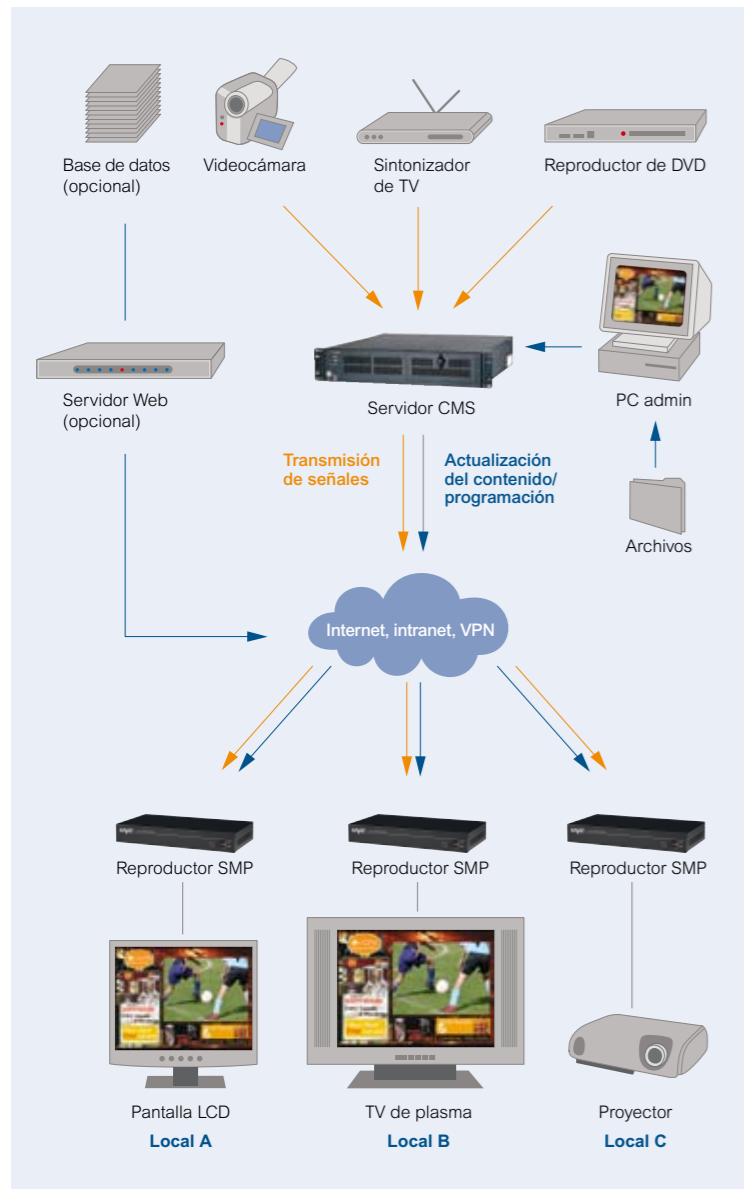 Base de datos
(opcional)
Videocámara
Sintonizador
de TV
Reproductor de DVD
Servidor Web
(opcional)
Servidor CMS
PC admin
Transmisión
de señales
Actualización
del contenido/
programación
Archivos
Internet, intranet, VPN
Reproductor SMP
Reproductor SMP
Reproductor SMP
Pantalla LCD
TV de plasma
Proyector
Local A
Local B
Local C